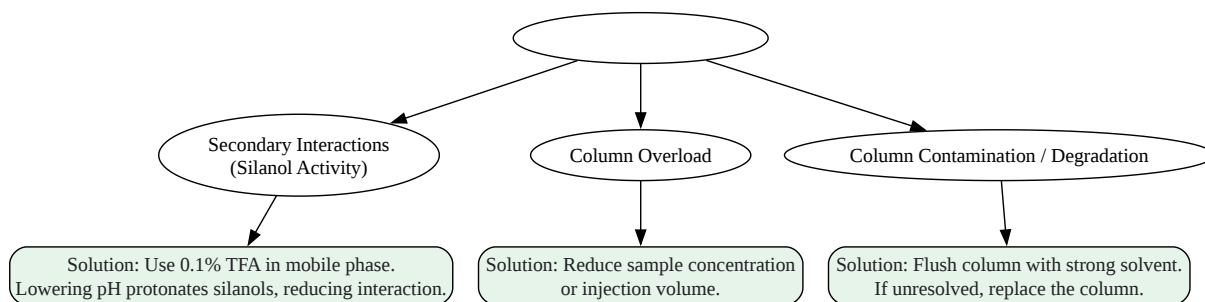 Secondary Interactions
(Silanol Activity)
Column Overload
Column Contamination / Degradation
Solution: Use 0.1% TFA in mobile phase.
Lowering pH protonates silanols, reducing interaction.
Solution: Reduce sample concentration
or injection volume.
Solution: Flush column with strong solvent.
If unresolved, replace the column.